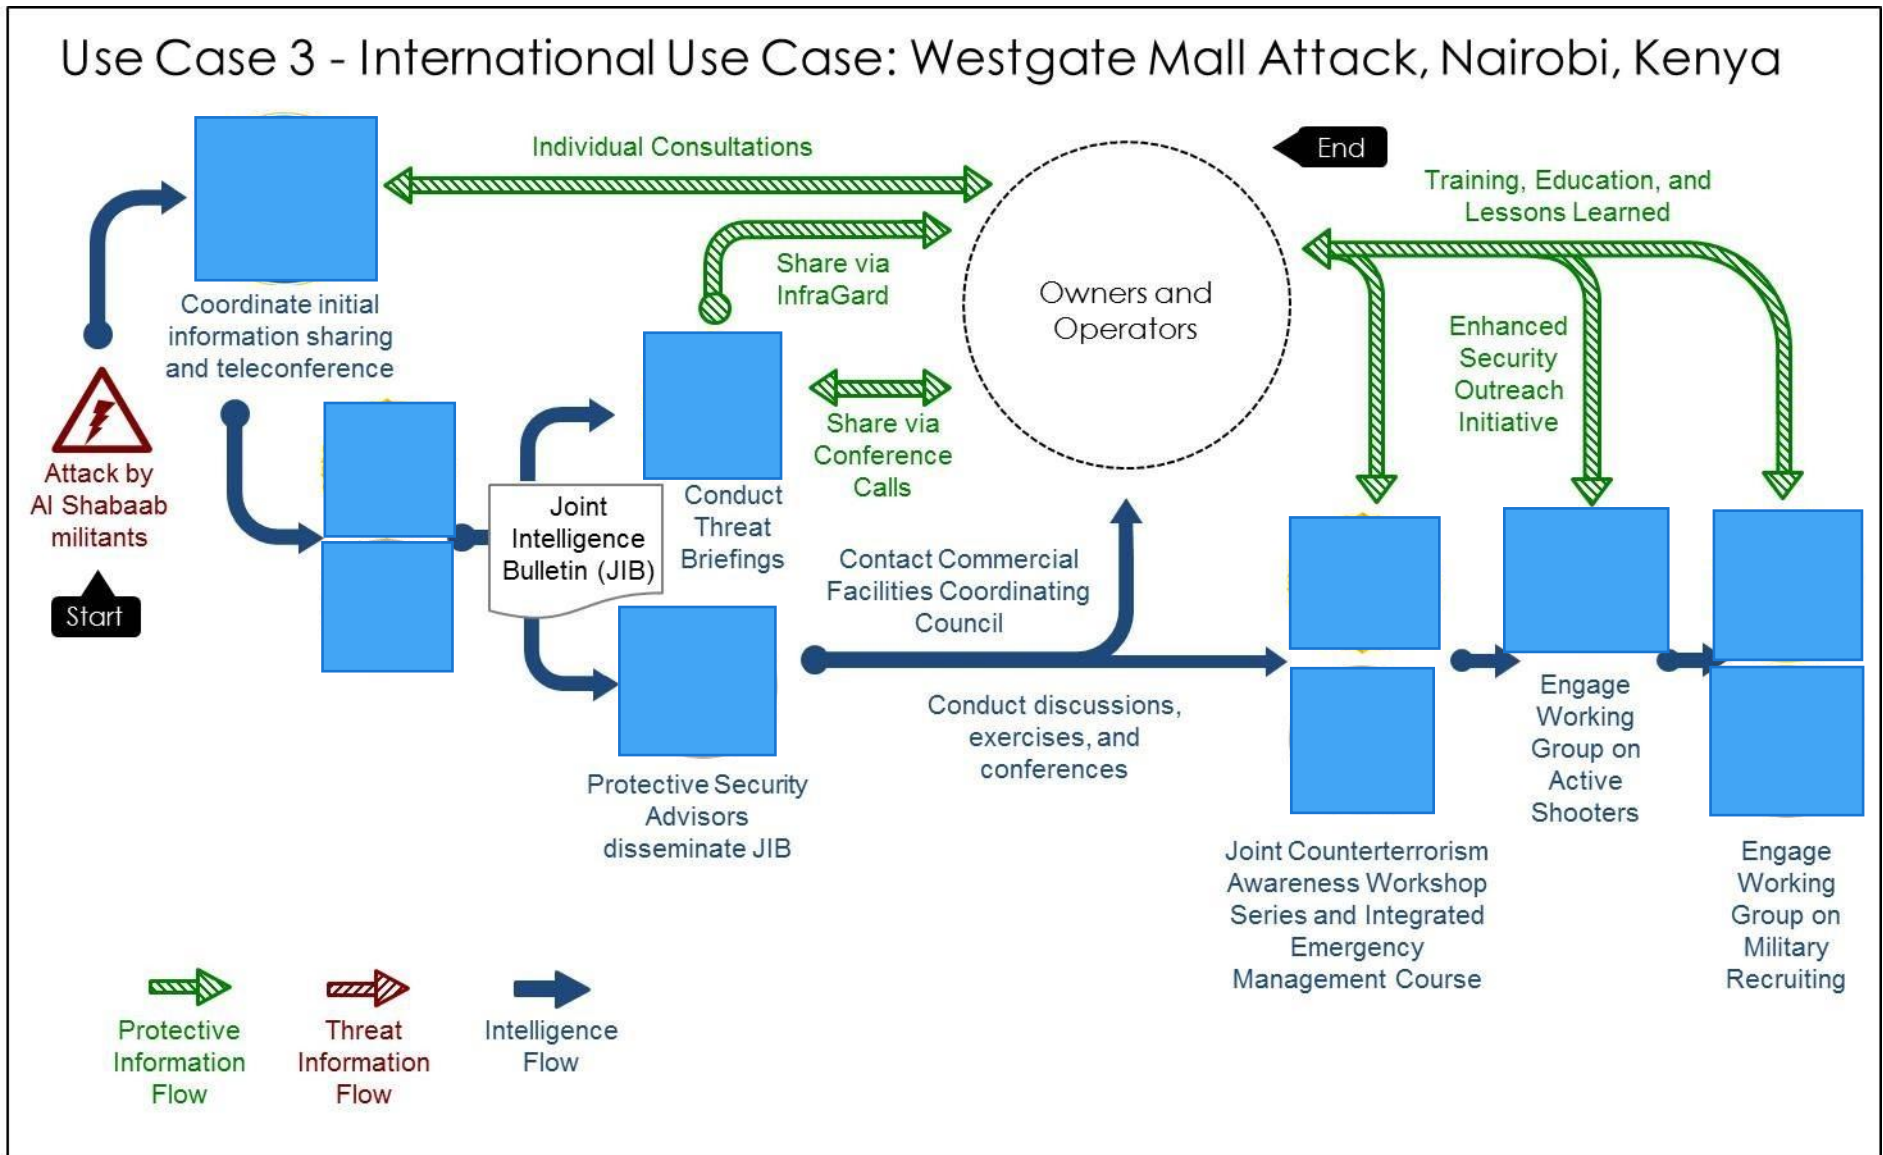 Use Case 3 - International Use Case: Westgate Mall Attack, Nairobi, Kenya
Individual Consultations
End
Training, Education, and
Lessons Learned
Share via
InfraGard
Owners and
Operators
Coordinate initial
information sharing
and teleconference
Enhanced
Security
Outreach
Initiative
Share via
Conference
Calls
Attack by
Al Shabaab
militants
Start
Joint
Intelligence
Bulletin (JIB)
Conduct
Threat
Briefings
Contact Commercial
Facilities Coordinating
Council
Conduct discussions,
exercises, and
conferences
Protective Security
Advisors
disseminate JIB
Engage
Working
Group on
Active
Shooters
Joint Counterterrorism
Awareness Workshop
Series and Integrated
Emergency
Management Course
Engage
Working
Group on
Military
Recruiting
Protective
Information
Flow
Threat
Information
Flow
Intelligence
Flow